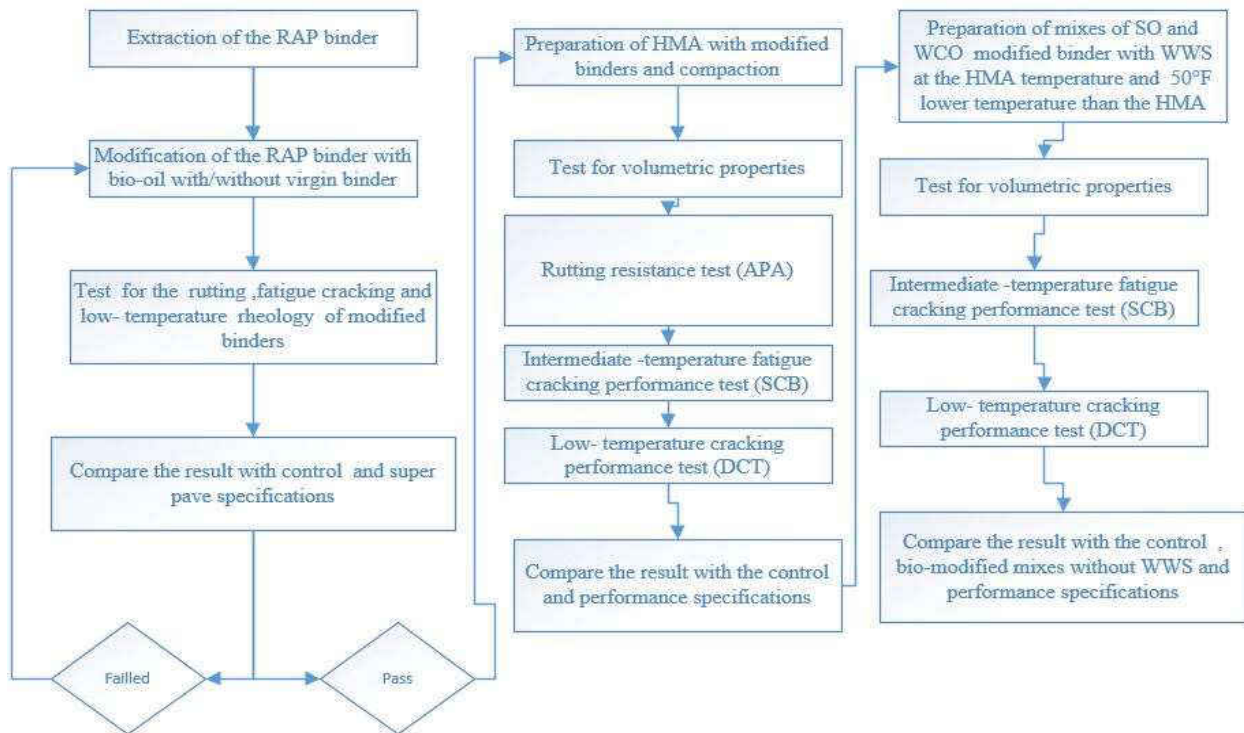 Extraction of the RAP binder
Modification of the RAP binder with
bio-oil with/without virgin binder
Test for the rutting ,fatigue cracking and
low- temperature rheology of modified
binders
Compare the result with control and super
pave specifications
Failled
Pass
Preparation of HMA with modified
binders and compaction
Test for volumetric properties
Rutting resistance test (APA)
Intermediate -temperature fatigue
cracking performance test (SCB)
Low- temperature cracking
performance test (DCT)
Compare the result with the control
and performance specifications
Preparation of mixes of SO and
WCO modified binder with WWS
at the HMA temperature and 50°F
lower temperature than the HMA
Test for volumetric properties
Intermediate -temperature fatigue
cracking performance test (SCB)
Low- temperature cracking
performance test (DCT)
Compare the result with the control ,
bio-modified mixes without WWS and
performance specifications